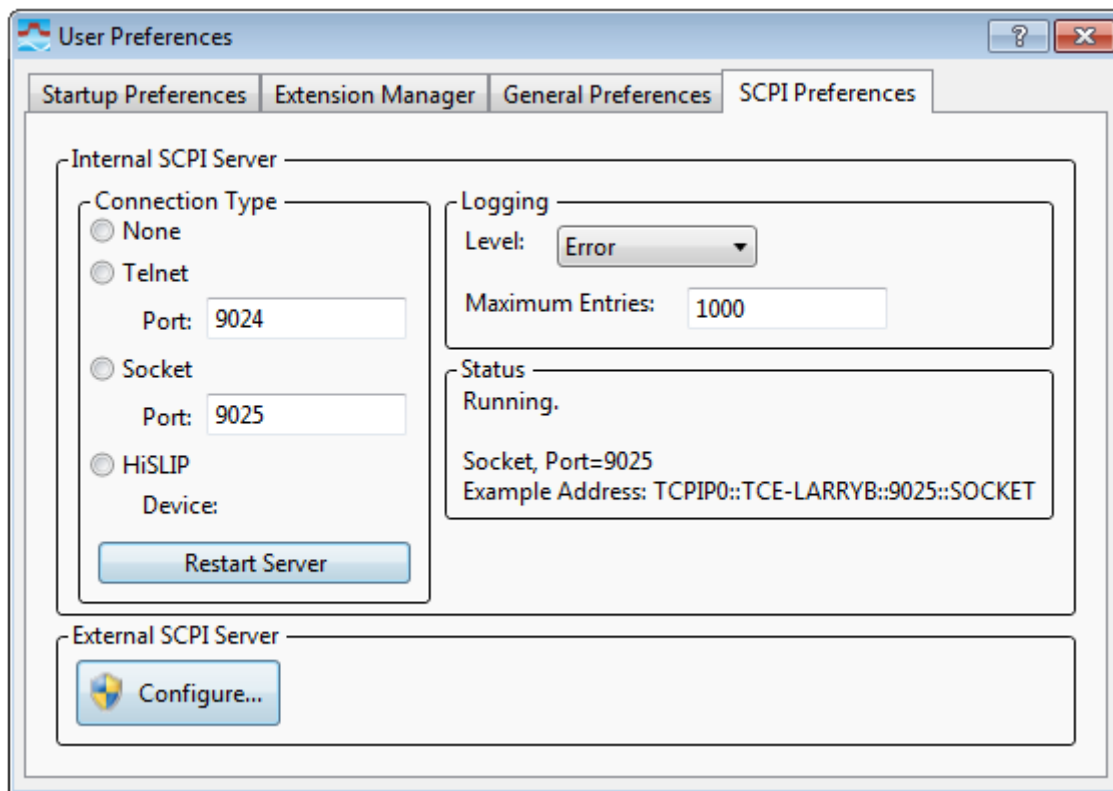 User Preferences
Startup Preferences
Extension Manager
General Preferences
SCPI Preferences
Internal SCPI Server
Connection Type
None
Telnet
Port: 9024
Socket
Port: 9025
HiSLIP
Device:
Restart Server
Logging
Level: Error
Maximum Entries: 1000
Status
Running.
Socket, Port=9025
Example Address: TCPIP0::TCE-LARRYB::9025::SOCKET
External SCPI Server
Configure...